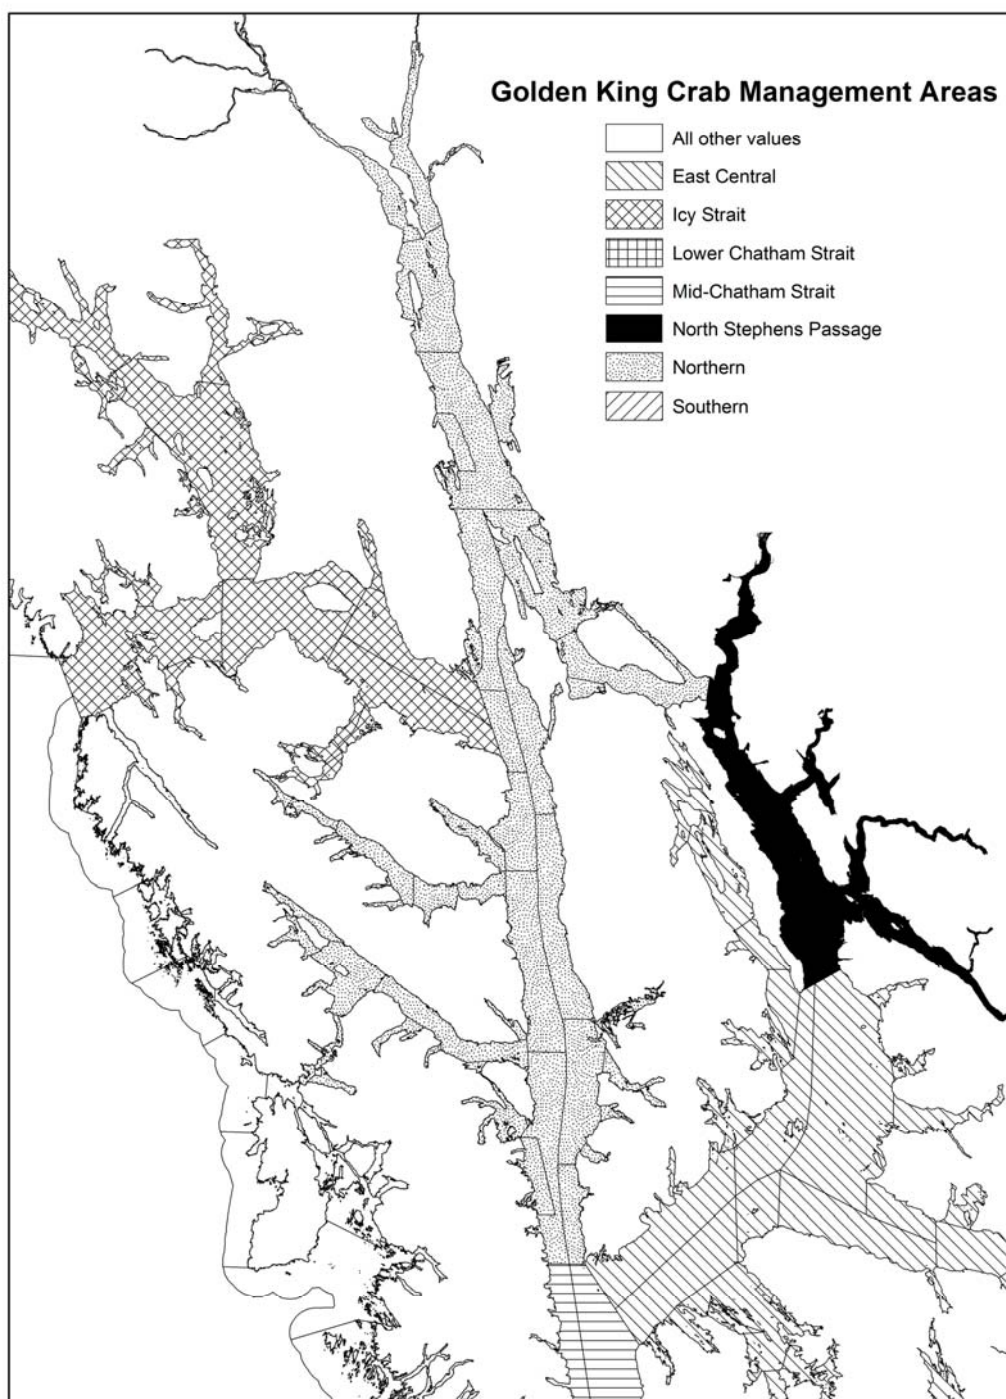 Golden King Crab Management Areas
All other values
East Central
Icy Strait
Lower Chatham Strait
Mid-Chatham Strait
North Stephens Passage
Northern
Southern